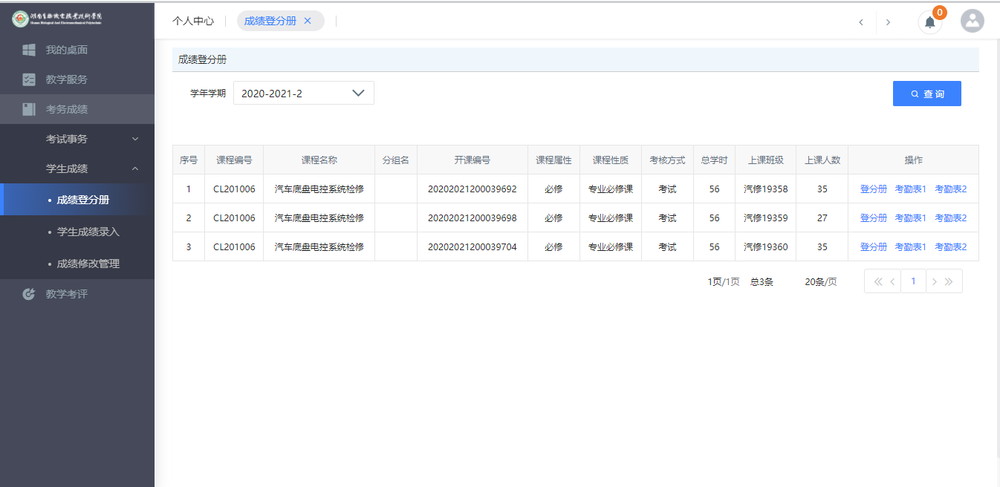 湖南生物机电职业技术学院
Hunan Biological And Electromechanical Polytechnic
我的桌面
教学服务
考务成绩
考试事务
学生成绩
• 成绩登分册
• 学生成绩录入
• 成绩修改管理
教学考评
个人中心 成绩登分册 ×
0
成绩登分册
学年学期 2020-2021-2 查 询
序号 课程编号 课程名称 分组名 开课编号 课程属性 课程性质 考核方式 总学时 上课班级 上课人数 操作
1 CL201006 汽车底盘电控系统检修 20202021200039692 必修 专业必修课 考试 56 汽修19358 35 登分册 考勤表1 考勤表2
2 CL201006 汽车底盘电控系统检修 20202021200039698 必修 专业必修课 考试 56 汽修19359 27 登分册 考勤表1 考勤表2
3 CL201006 汽车底盘电控系统检修 20202021200039704 必修 专业必修课 考试 56 汽修19360 35 登分册 考勤表1 考勤表2
1页/1页 总3条 20条/页 1